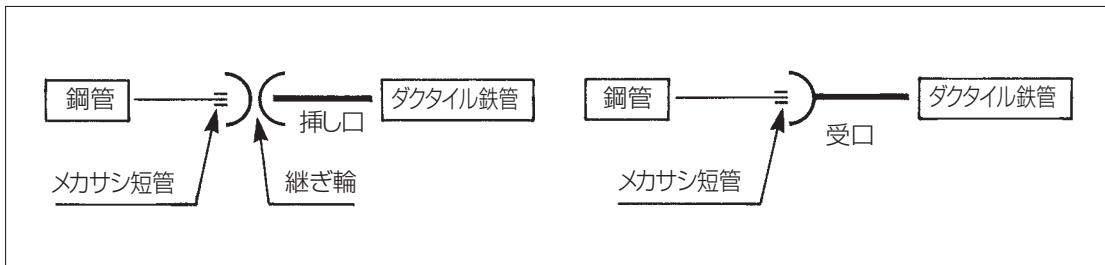 鋼管
ダクタイル鉄管
挿し口
メカサシ短管
継ぎ輪
鋼管
ダクタイル鉄管
受口
メカサシ短管